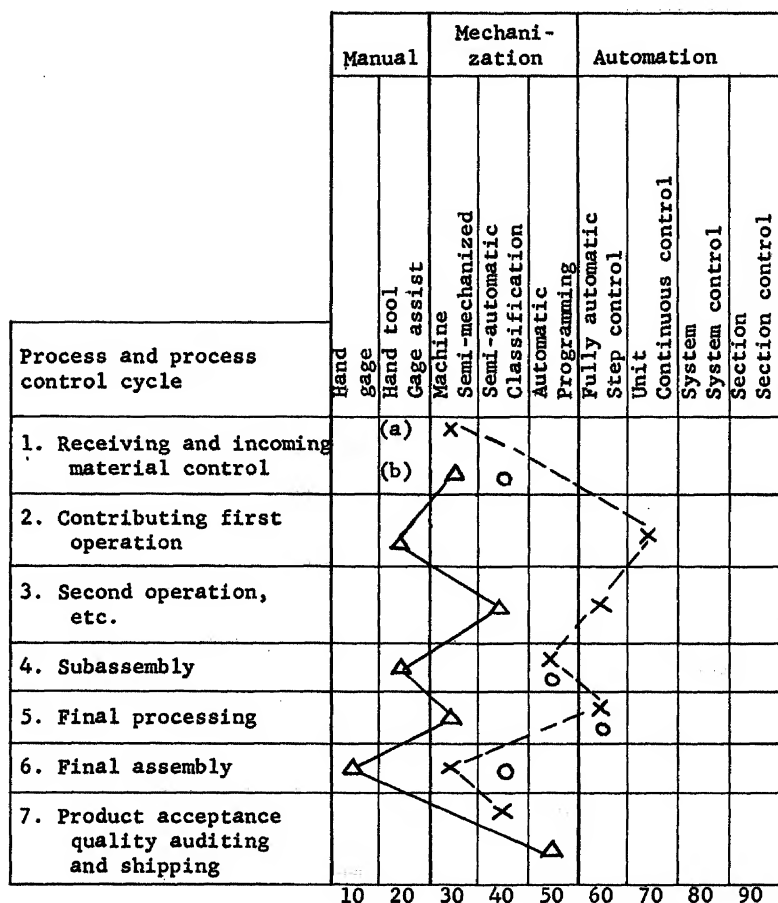 Manual
Mechani-
zation
Automation
Process and process
control cycle
Hand
gage
Hand tool
Gage assist
Machine
Semi-mechanized
Semi-automatic
Classification
Automatic
Programming
Fully automatic
Step control
Unit
Continuous control
System
System control
Section
Section control
1. Receiving and incoming
material control
(a)
(b)
2. Contributing first
operation
3. Second operation,
etc.
4. Subassembly
5. Final processing
6. Final assembly
7. Product acceptance
quality auditing
and shipping
10 20 30 40 50 60 70 80 90